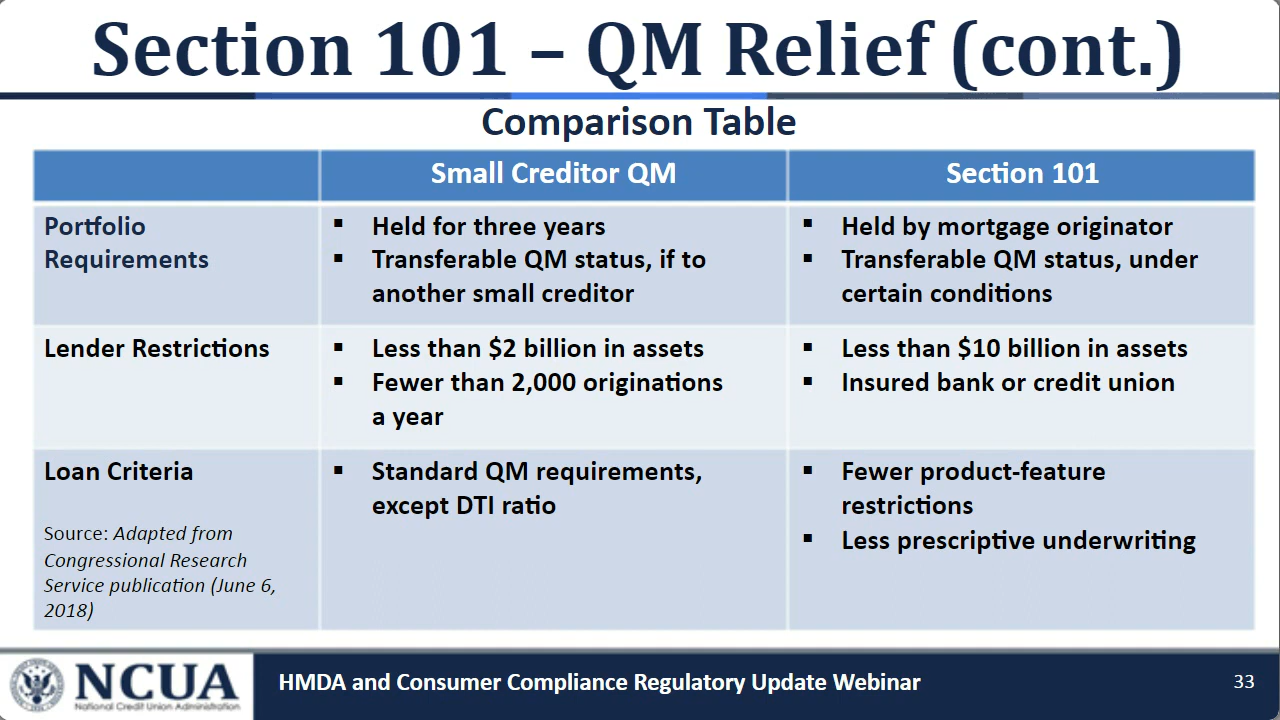 Section 101 – QM Relief (cont.)
Comparison Table
Small Creditor QM
Section 101
Portfolio
Requirements
▪ Held for three years
▪ Transferable QM status, if to
another small creditor
▪ Held by mortgage originator
▪ Transferable QM status, under
certain conditions
Lender Restrictions
▪ Less than $2 billion in assets
▪ Fewer than 2,000 originations
a year
▪ Less than $10 billion in assets
▪ Insured bank or credit union
Loan Criteria
Source: Adapted from
Congressional Research
Service publication (June 6,
2018)
▪ Standard QM requirements,
except DTI ratio
▪ Fewer product-feature
restrictions
▪ Less prescriptive underwriting
NCUA
National Credit Union Administration
HMDA and Consumer Compliance Regulatory Update Webinar
33